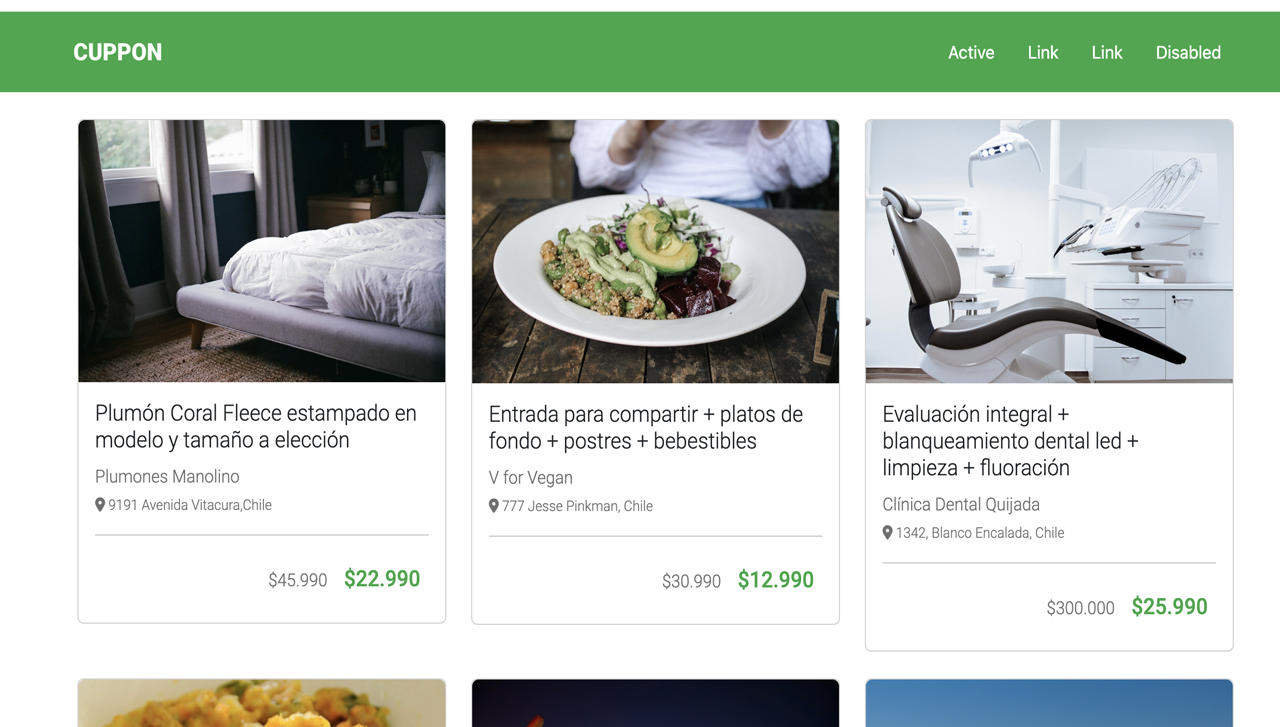 CUPPON
Active Link Link Disabled
Plumón Coral Fleece estampado en
modelo y tamaño a elección
Plumones Manolino
9191 Avenida Vitacura,Chile
$45.990 $22.990
Entrada para compartir + platos de
fondo + postres + bebestibles
V for Vegan
777 Jesse Pinkman, Chile
$30.990 $12.990
Evaluación integral +
blanqueamiento dental led +
limpieza + fluoración
Clínica Dental Quijada
1342, Blanco Encalada, Chile
$300.000 $25.990